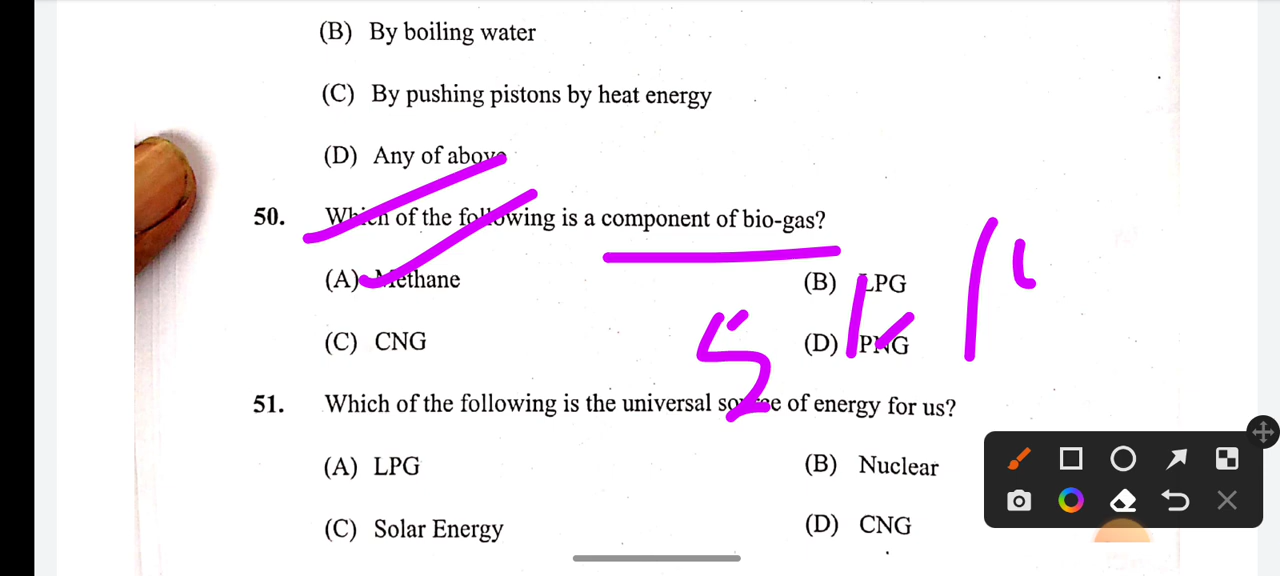 (B) By boiling water
(C) By pushing pistons by heat energy
(D) Any of above
50. Which of the following is a component of bio-gas?
(A) Methane (B) LPG
(C) CNG (D) PNG
51. Which of the following is the universal source of energy for us?
(A) LPG (B) Nuclear
(C) Solar Energy (D) CNG